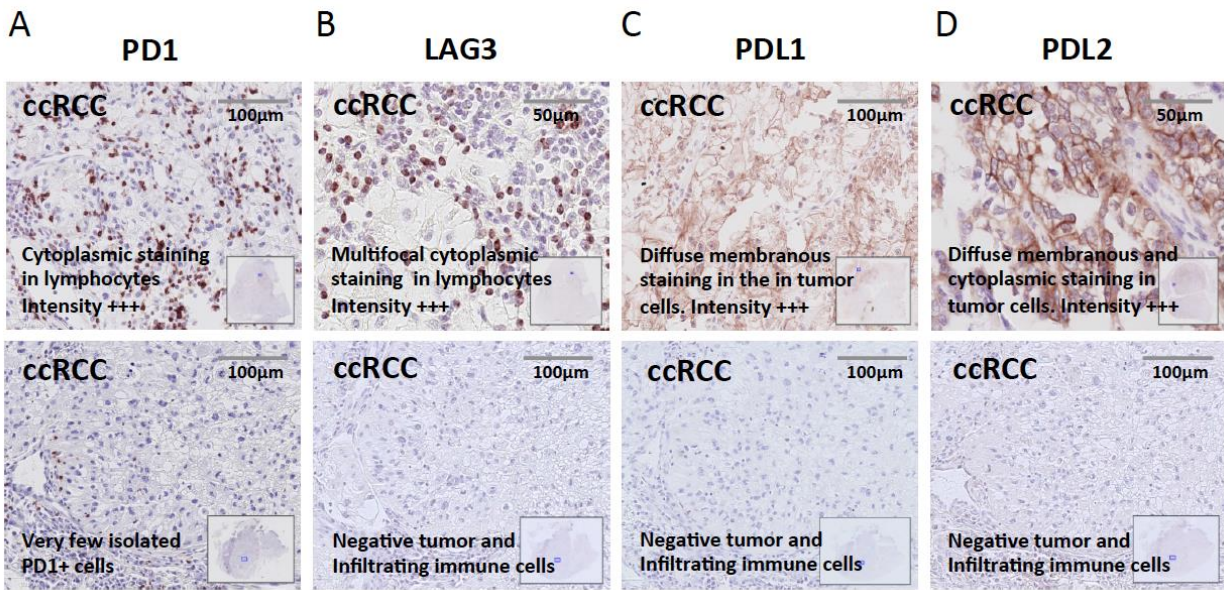 A
PD1
B
LAG3
C
PDL1
D
PDL2
ccRCC
100µm
Cytoplasmic staining
in lymphocytes
Intensity +++
ccRCC
50µm
Multifocal cytoplasmic
staining in lymphocytes
Intensity +++
ccRCC
100µm
Diffuse membranous
staining in the in tumor
cells. Intensity +++
ccRCC
50µm
Diffuse membranous and
cytoplasmic staining in
tumor cells. Intensity +++
ccRCC
100µm
Very few isolated
PD1+ cells
ccRCC
100µm
Negative tumor and
Infiltrating immune cells
ccRCC
100µm
Negative tumor and
Infiltrating immune cells
ccRCC
100µm
Negative tumor and
Infiltrating immune cells